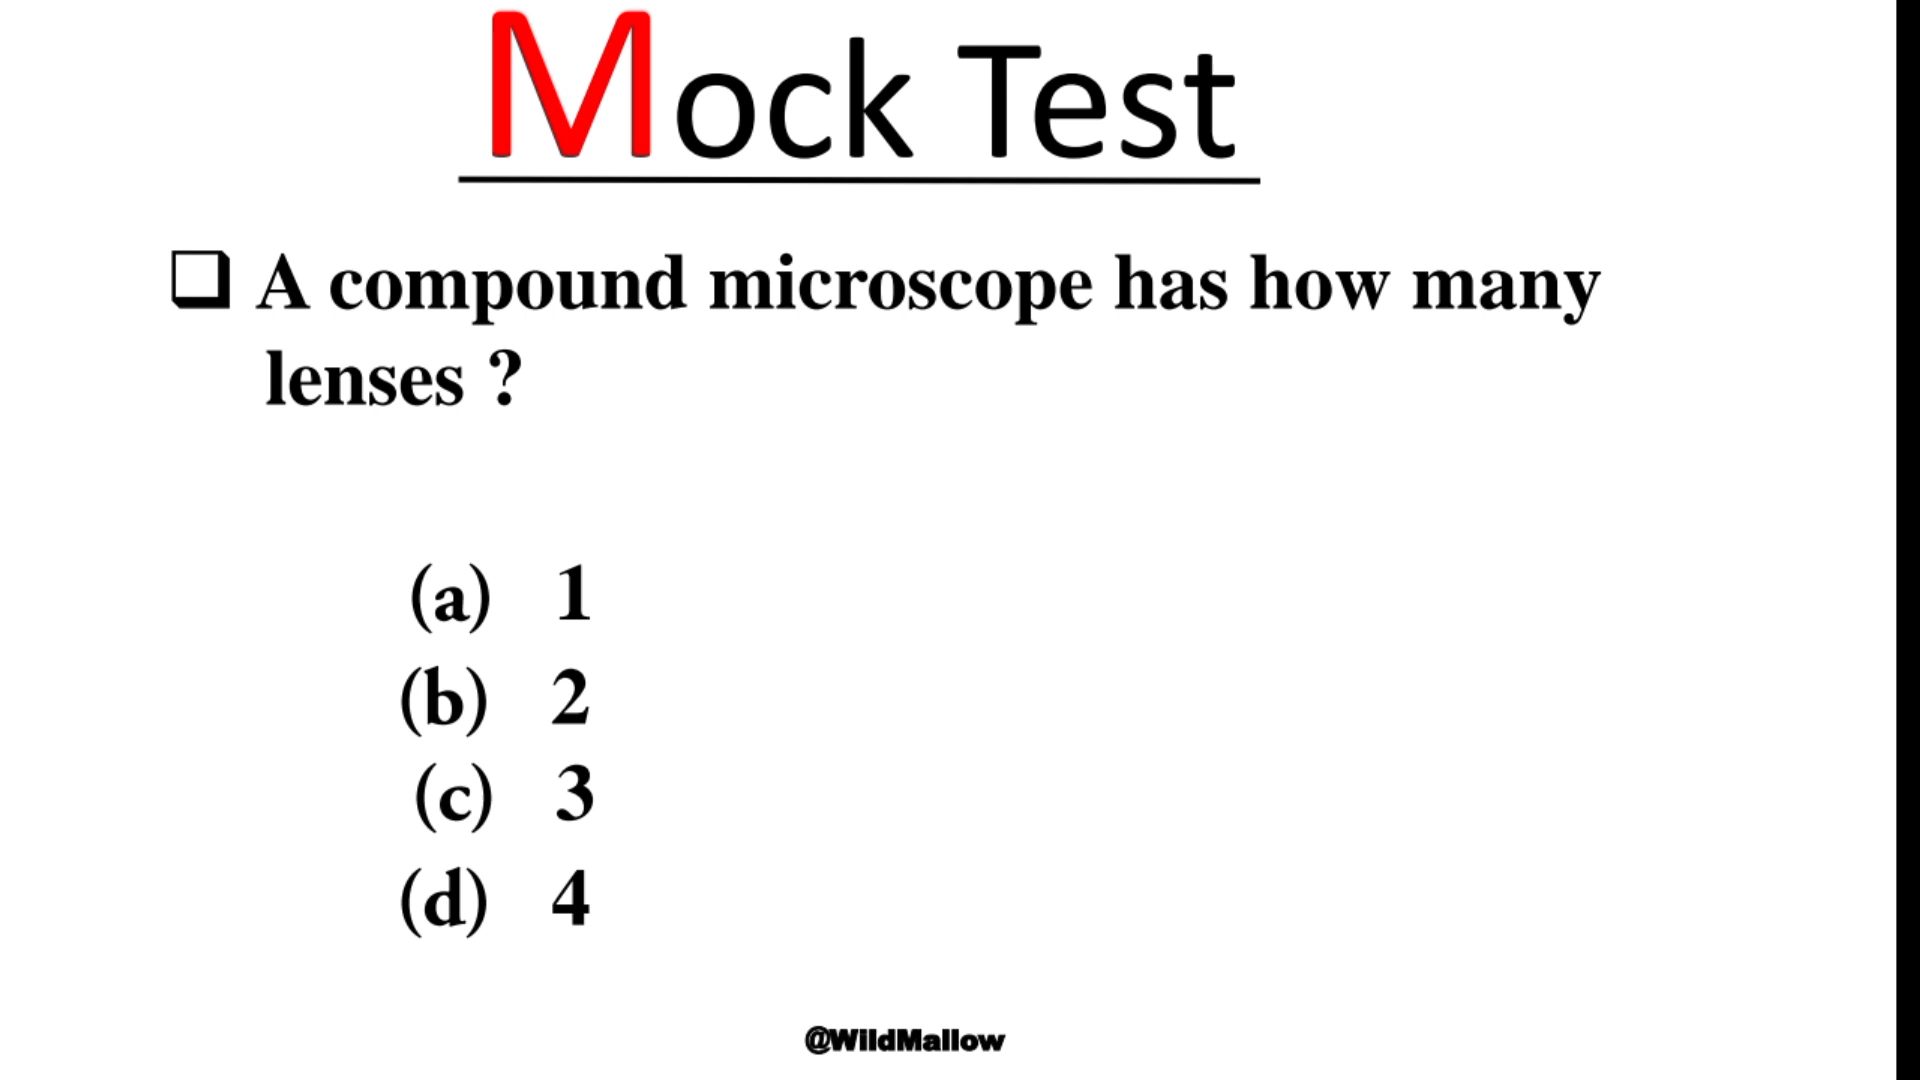 Mock Test
❑ A compound microscope has how many
lenses ?
(a) 1
(b) 2
(c) 3
(d) 4
@WildMallow